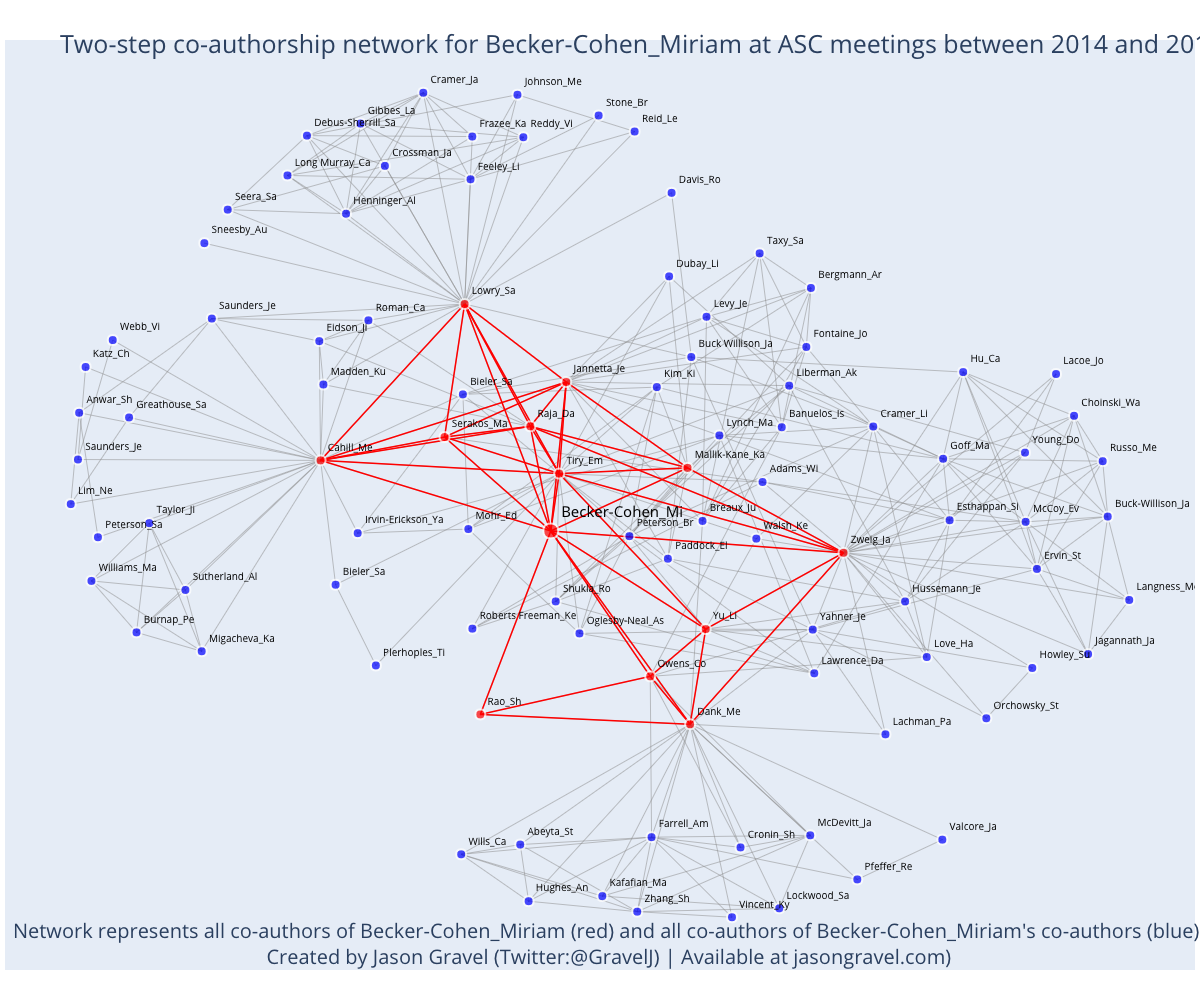 Two-step co-authorship network for Becker-Cohen_Miriam at ASC meetings between 2014 and
Cramer_Ja
Johnson_Me
Gibbes_La
Stone_Br
Debus-Sherrill_Sa
Frazee_Ka
Reddy_Vi
Reid_Le
Crossman_Ja
Long Murray_Ca
Feeley_Li
Davis_Ro
Seera_Sa
Henninger_Al
Sneesby_Au
Taxy_Sa
Dubay_Li
Bergmann_Ar
Lowry_Sa
Saunders_Je
Roman_Ca
Levy_Je
Webb_Vi
Eidson_Ji
Fontaine_Jo
Buck Willison_Ja
Katz_Ch
Hu_Ca
Lacoe_Jo
Madden_Ku
Jannetta_Je
Bieler_Sa
Kim_Ki
Liberman_Ak
Anwar_Sh
Greathouse_Sa
Choinski_Wa
Raja_Da
Banuelos_Is
Cramer_Li
Serakos_Ma
Lynch_Ma
Young_Do
Saunders_Je
Cahill_Me
Goff_Ma
Russo_Me
Tiry_Em
Mallik-Kane_Ka
Adams_Wi
Lim_Ne
Esthappan_Si
McCoy_Ev
Buck-Willison_Ja
Taylor_Ji
Peterson_Sa
Irvin-Erickson_Ya
Mohr_Ed
Becker-Cohen_Mi
Breaux_Ju
Peterson_Br
Walsh_Ke
Zweig_Ja
Paddock_El
Ervin_St
Williams_Ma
Sutherland_Al
Bieler_Sa
Shukla_Ro
Hussemann_Je
Langness_M
Burnap_Pe
Roberts Freeman_Ke
Oglesby-Neal_As
Yu_Li
Yahner_Je
Migacheva_Ka
Love_Ha
Jagannath_Ja
Plerhoples_Ti
Owens_Co
Lawrence_Da
Howley_Su
Rao_Sh
Dank_Me
Orchowsky_St
Lachman_Pa
Farrell_Am
McDevitt_Ja
Wills_Ca
Abeyta_St
Cronin_Sh
Valcore_Ja
Pfeffer_Re
Hughes_An
Kafafian_Ma
Lockwood_Sa
Zhang_Sh
Vincent_Ky
Network represents all co-authors of Becker-Cohen_Miriam (red) and all co-authors of Becker-Cohen_Miriam's co-authors (blue)
Created by Jason Gravel (Twitter:@GravelJ) | Available at jasongravel.com)